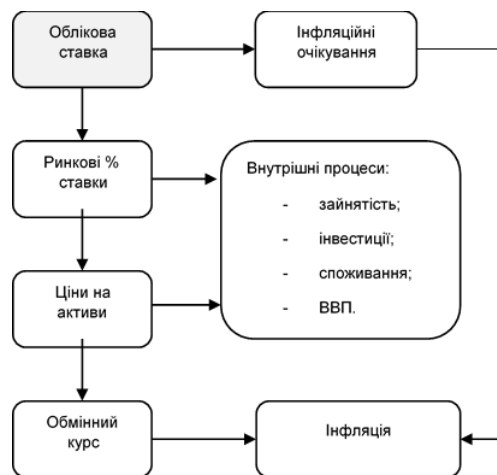 Облікова
ставка
Інфляційні
очікування
Ринкові %
ставки
Внутрішні процеси:
- зайнятість;
- інвестиції;
- споживання;
- ВВП.
Ціни на
активи
Обмінний
курс
Інфляція